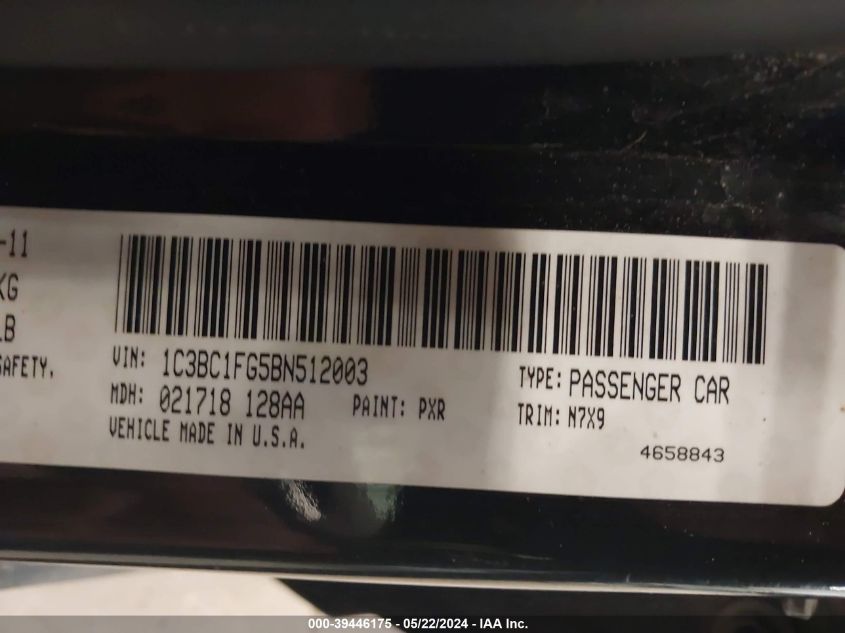 -11
KG
LB
SAFETY,
VIN: 1C3BC1FG5BN512003
TYPE: PASSENGER CAR
MDH: 021718 128AA
PAINT: PXR
TRIM: N7X9
VEHICLE MADE IN U.S.A.
4658843
000-39446175 - 05/22/2024 - IAA Inc.